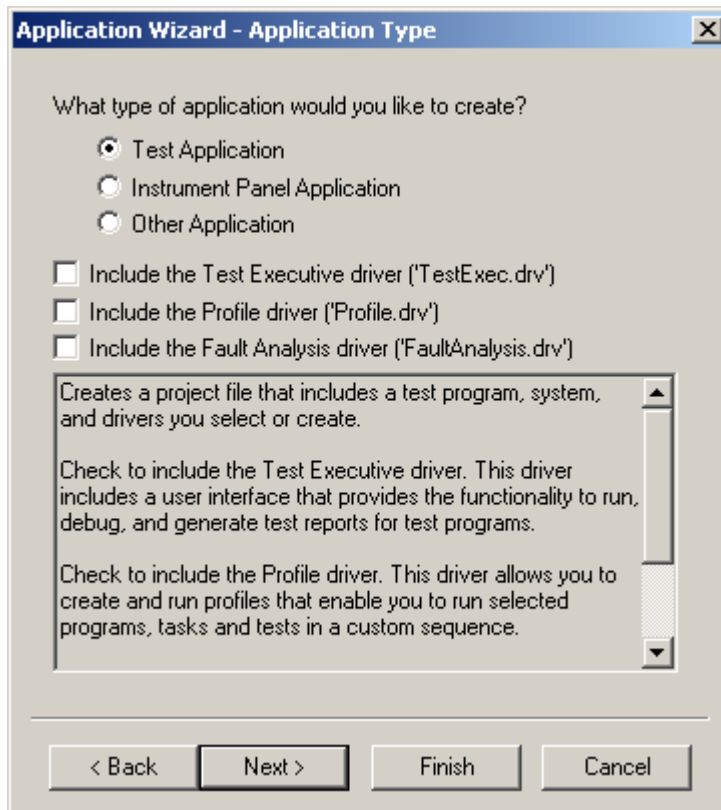 Application Wizard - Application Type
What type of application would you like to create?
Test Application
Instrument Panel Application
Other Application
Include the Test Executive driver ('TestExec.drv')
Include the Profile driver ('Profile.drv')
Include the Fault Analysis driver ('FaultAnalysis.drv')
Creates a project file that includes a test program, system,
and drivers you select or create.
Check to include the Test Executive driver. This driver
includes a user interface that provides the functionality to run,
debug, and generate test reports for test programs.
Check to include the Profile driver. This driver allows you to
create and run profiles that enable you to run selected
programs, tasks and tests in a custom sequence.
< Back
Next >
Finish
Cancel